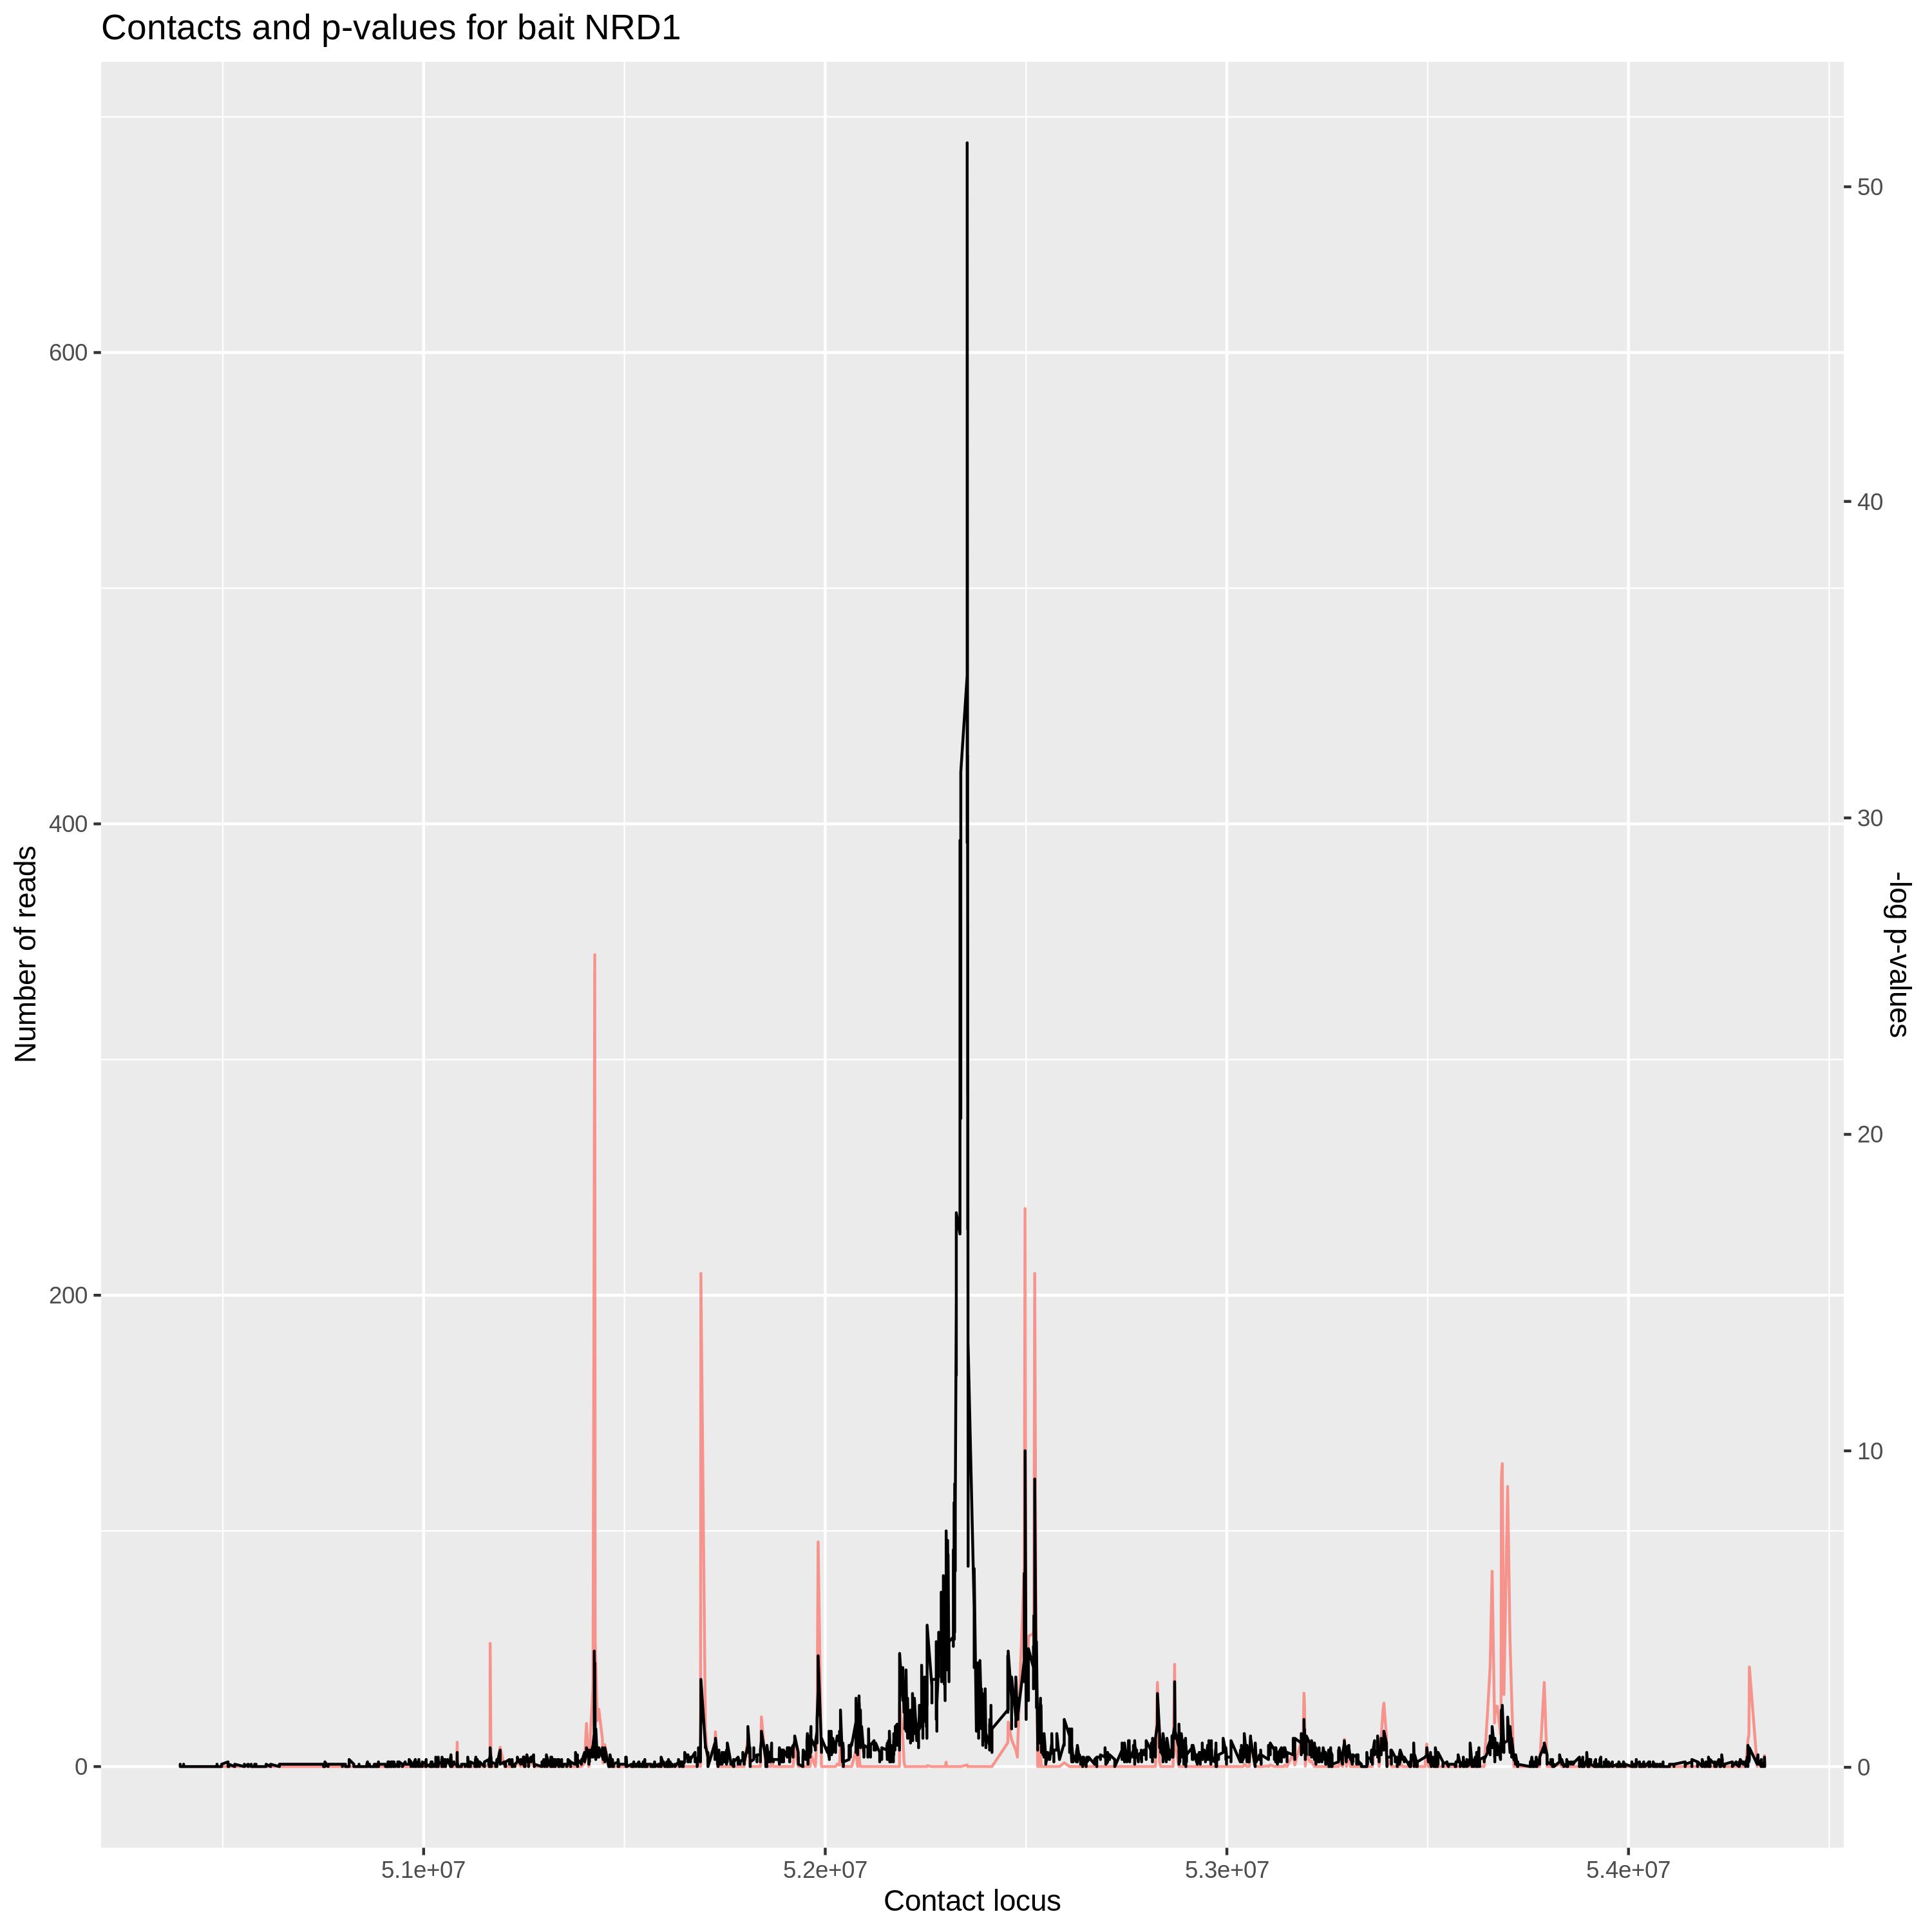 Contacts and p-values for bait NRD1
Number of reads
600
400
200
0
50
40
30
20
10
0
-log p-values
5.1e+07
5.2e+07
5.3e+07
5.4e+07
Contact locus